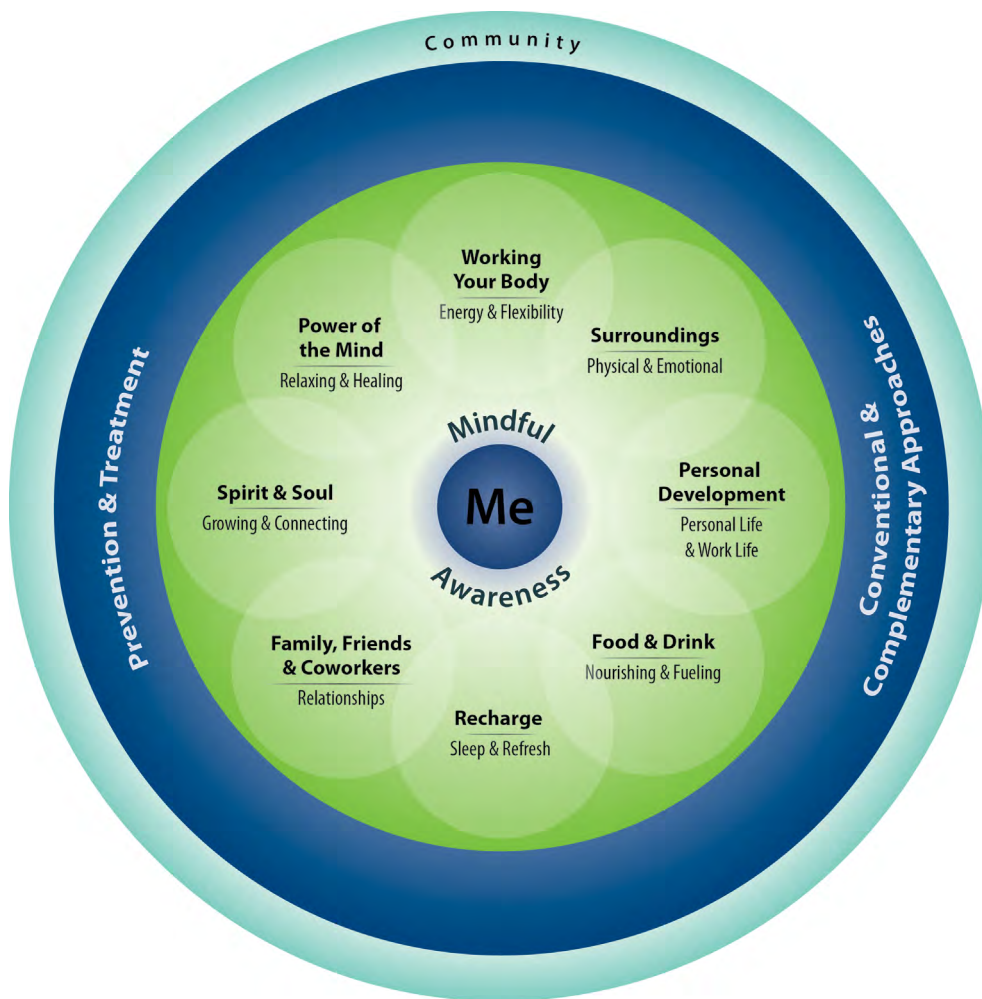 Community
Prevention & Treatment
Conventional &
Complementary Approaches
Working
Your Body
Energy & Flexibility
Surroundings
Physical & Emotional
Personal
Development
Personal Life
& Work Life
Food & Drink
Nourishing & Fueling
Recharge
Sleep & Refresh
Family, Friends
& Coworkers
Relationships
Spirit & Soul
Growing & Connecting
Power of
the Mind
Relaxing & Healing
Mindful
Me
Awareness